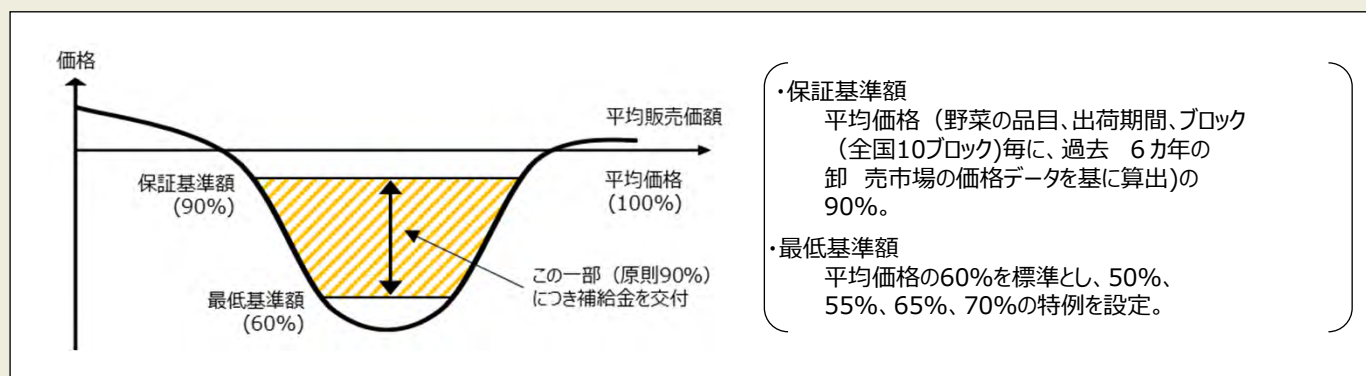 価格
平均販売価額
保証基準額
(90%)
平均価格
(100%)
この一部（原則90%）
につき補給金を交付
最低基準額
(60%)
・保証基準額
平均価格（野菜の品目、出荷期間、ブロック
（全国10ブロック)毎に、過去　6カ年の
卸　売市場の価格データを基に算出)の
90%。
・最低基準額
平均価格の60%を標準とし、50%、
55%、65%、70%の特例を設定。